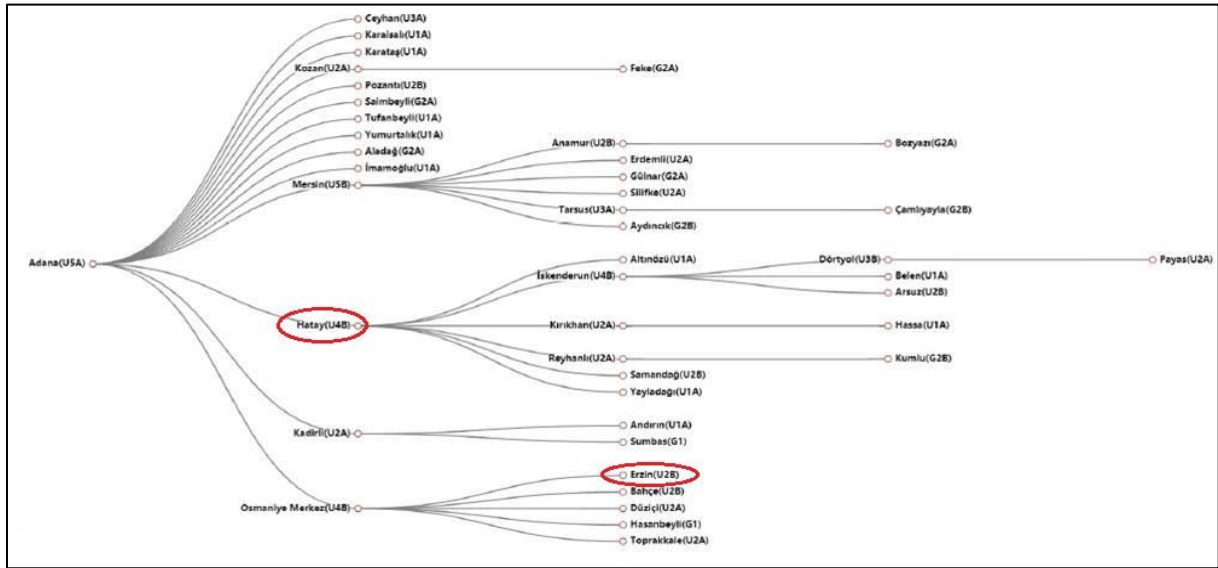 Ceyhan(U3A)
Karaisalı(U1A)
Karataş(U1A)
Kozan(U2A)
Feke(G2A)
Pozantı(U2B)
Saimbeyli(G2A)
Tufanbeyli(U1A)
Yumurtalık(U1A)
Aladağ(G2A)
İmamoğlu(U1A)
Mersin(U5B)
Anamur(U2B)
Bozyazı(G2A)
Erdemli(U2A)
Gülnar(G2A)
Silifke(U2A)
Tarsus(U3A)
Çamlıyayla(G2B)
Aydıncık(G2B)
Adana(U5A)
Hatay(U4B)
Altınözü(U1A)
İskenderun(U4B)
Dörtyol(U3B)
Payas(U2A)
Belen(U1A)
Arsuz(U2B)
Kırıkhan(U2A)
Hassa(U1A)
Reyhanlı(U2A)
Kumlu(G2B)
Samandağ(U2B)
Yayladağı(U1A)
Kadirli(U2A)
Andırın(U1A)
Sumbas(G1)
Osmaniye Merkez(U4B)
Erzin(U2B)
Bahçe(U2B)
Düziçi(U2A)
Hasanbeyli(G1)
Toprakkale(U2A)